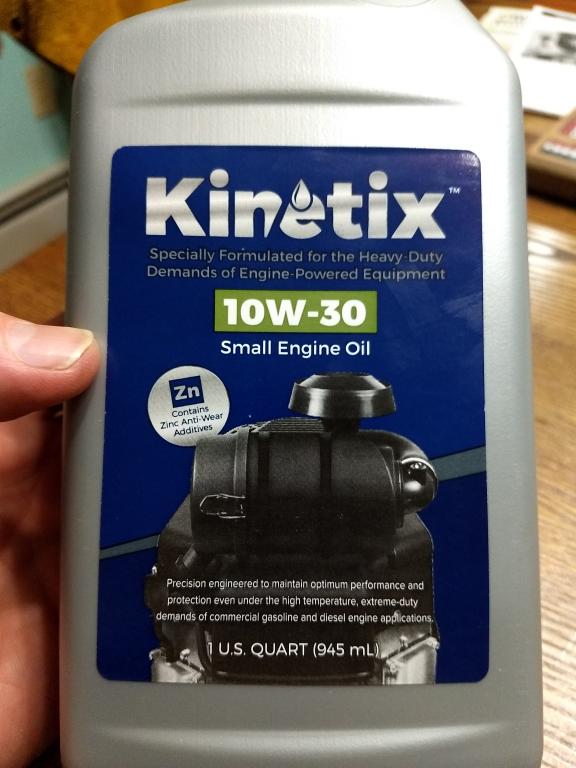 Kinetix™
Specially Formulated for the Heavy-Duty
Demands of Engine-Powered Equipment
10W-30
Small Engine Oil
Zn
Contains
Zinc Anti-Wear
Additives
Precision engineered to maintain optimum performance and
protection even under the high temperature, extreme-duty
demands of commercial gasoline and diesel engine applications.
1 U.S. QUART (945 mL)